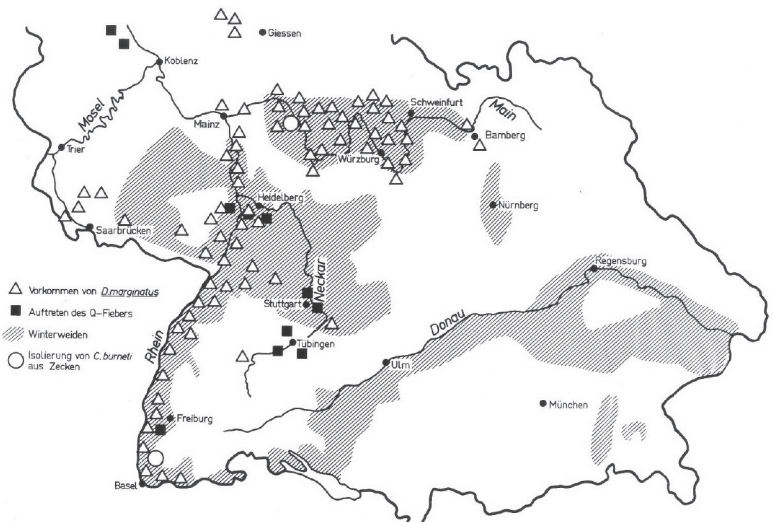 Giessen
Koblenz
Mosel
Mainz
Schweinfurt
Main
Trier
Bamberg
Würzburg
Heidelberg
Nürnberg
Saarbrücken
Regensburg
△ Vorkommen von D. marginatus
■ Auftreten des Q-Fiebers
Winterweiden
○ Isolierung von C. burneti
aus Zecken
Stuttgart
Neckar
Donau
Rhein
Tübingen
Ulm
München
Freiburg
Basel